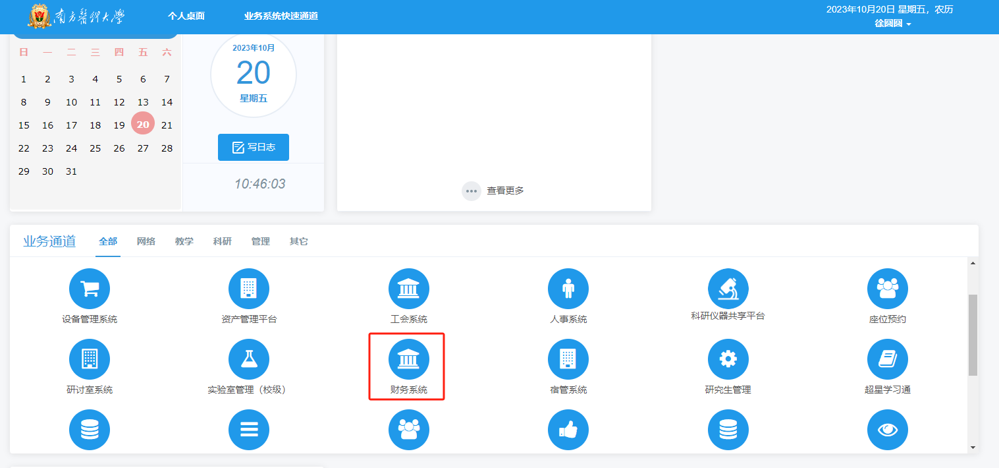 南方醫科大學
个人桌面
业务系统快速通道
2023年10月20日 星期五，农历
徐圆圆
日 一 二 三 四 五 六
1 2 3 4 5 6 7
8 9 10 11 12 13 14
15 16 17 18 19 20 21
22 23 24 25 26 27 28
29 30 31
2023年10月
20
星期五
写日志
10:46:03
查看更多
业务通道 全部 网络 教学 科研 管理 其它
设备管理系统 资产管理平台 工会系统 人事系统 科研仪器共享平台 座位预约
研讨室系统 实验室管理（校级） 财务系统 宿管系统 研究生管理 超星学习通